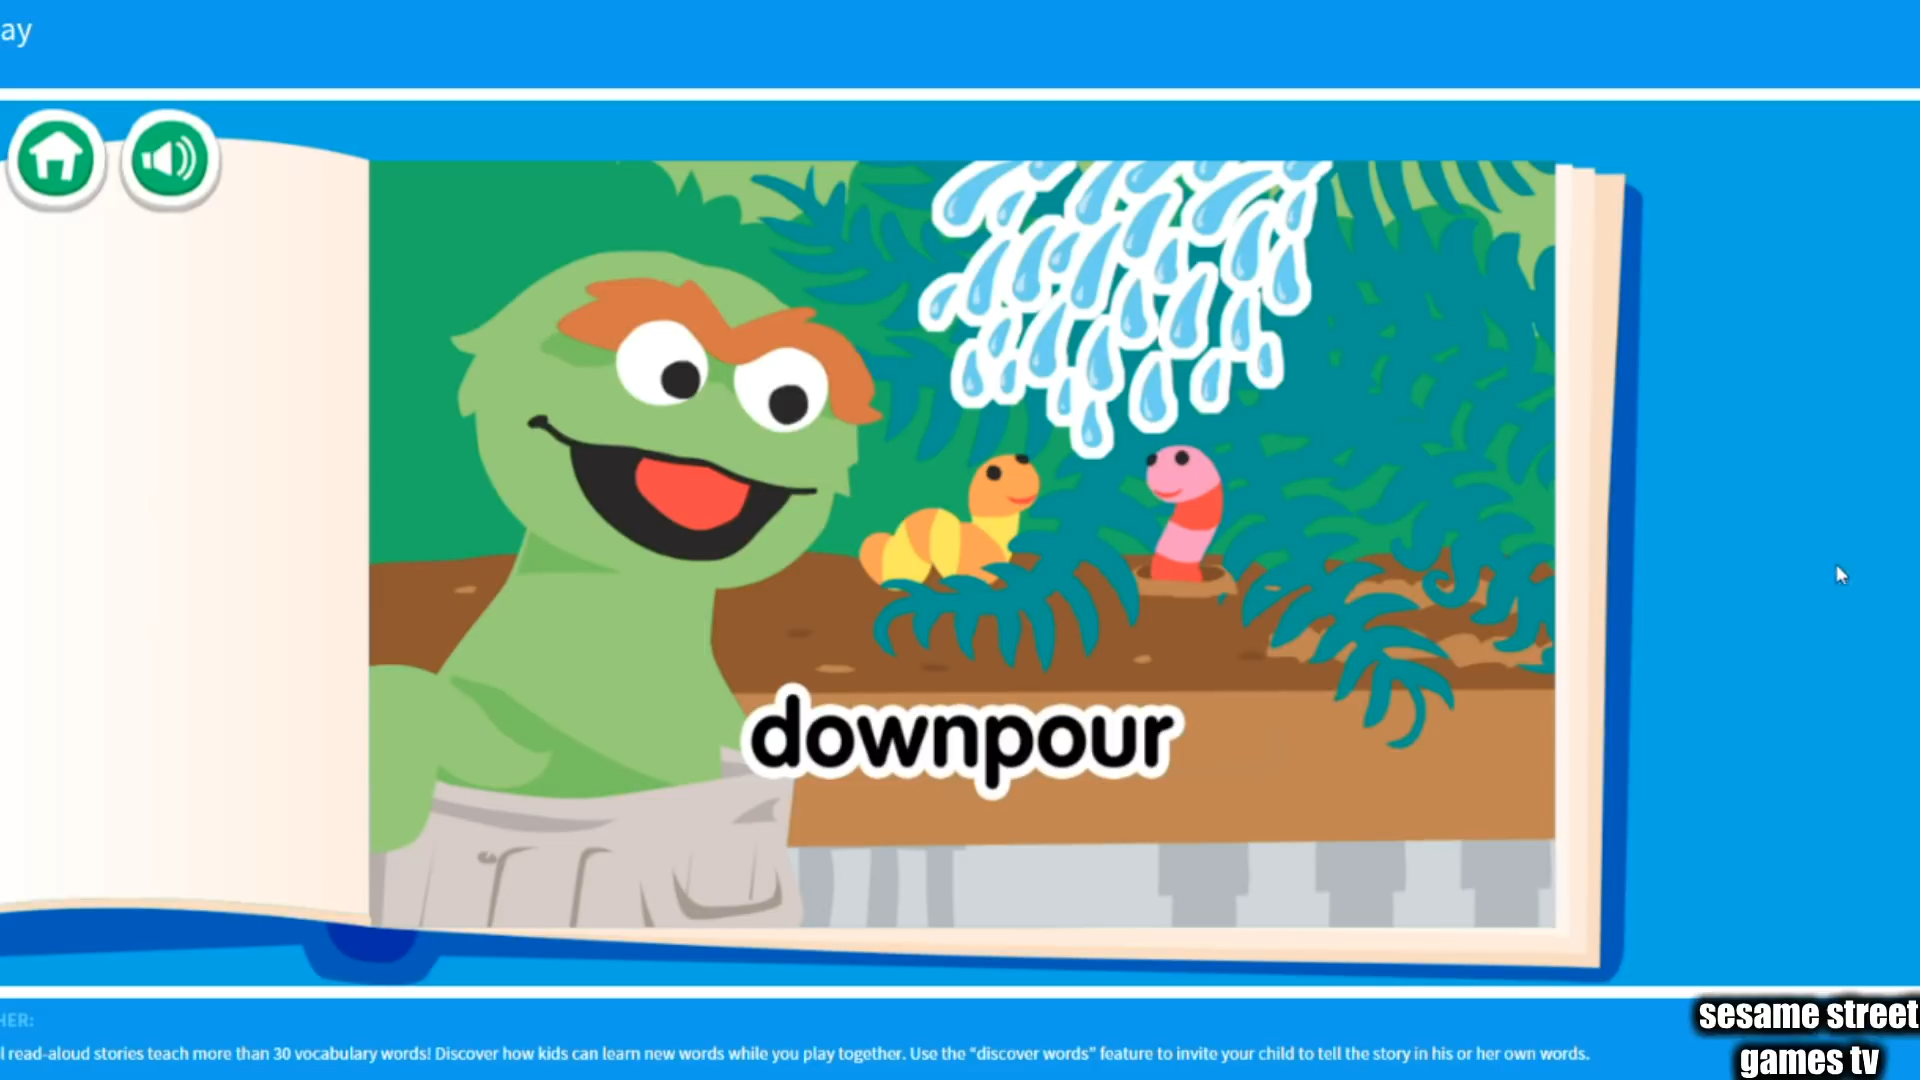 ay
downpour
HER:
l read-aloud stories teach more than 30 vocabulary words! Discover how kids can learn new words while you play together. Use the “discover words” feature to invite your child to tell the story in his or her own words.
sesame street
games tv